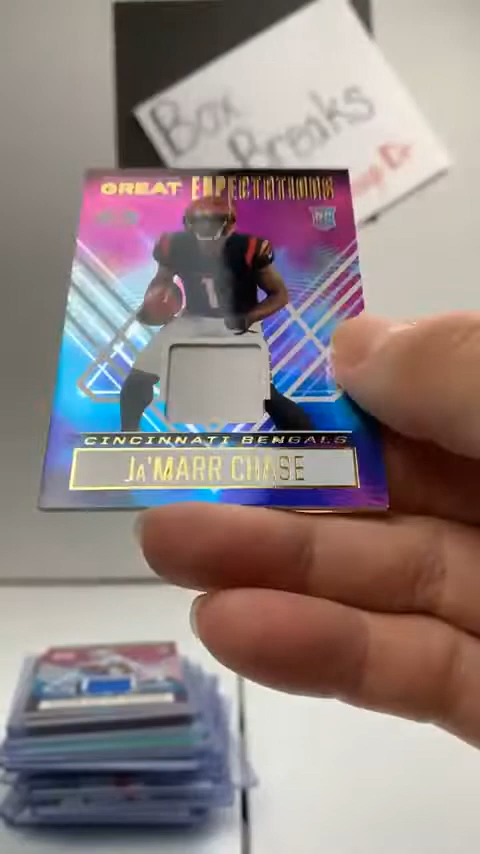 Box
Breaks
GREAT EXPECTATIONS
RC
1
CINCINNATI BENGALS
JA'MARR CHASE